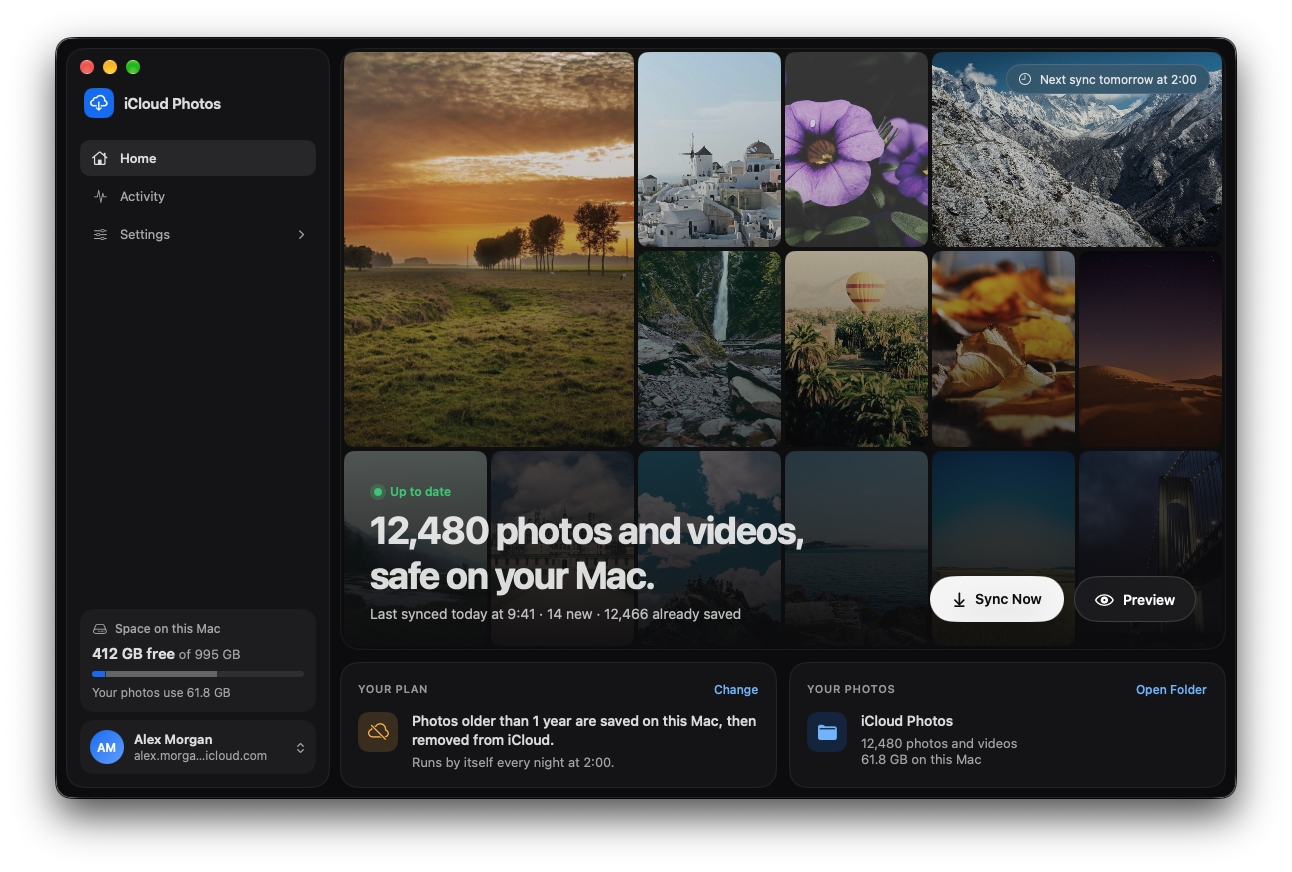 iCloud Photos
Home
Activity
Settings
Space on this Mac
412 GB free of 995 GB
Your photos use 61.8 GB
AM
Alex Morgan
alex.morga...icloud.com
Next sync tomorrow at 2:00
Up to date
12,480 photos and videos,
safe on your Mac.
Last synced today at 9:41 · 14 new · 12,466 already saved
Sync Now
Preview
YOUR PLAN
Change
Photos older than 1 year are saved on this Mac, then
removed from iCloud.
Runs by itself every night at 2:00.
YOUR PHOTOS
Open Folder
iCloud Photos
12,480 photos and videos
61.8 GB on this Mac